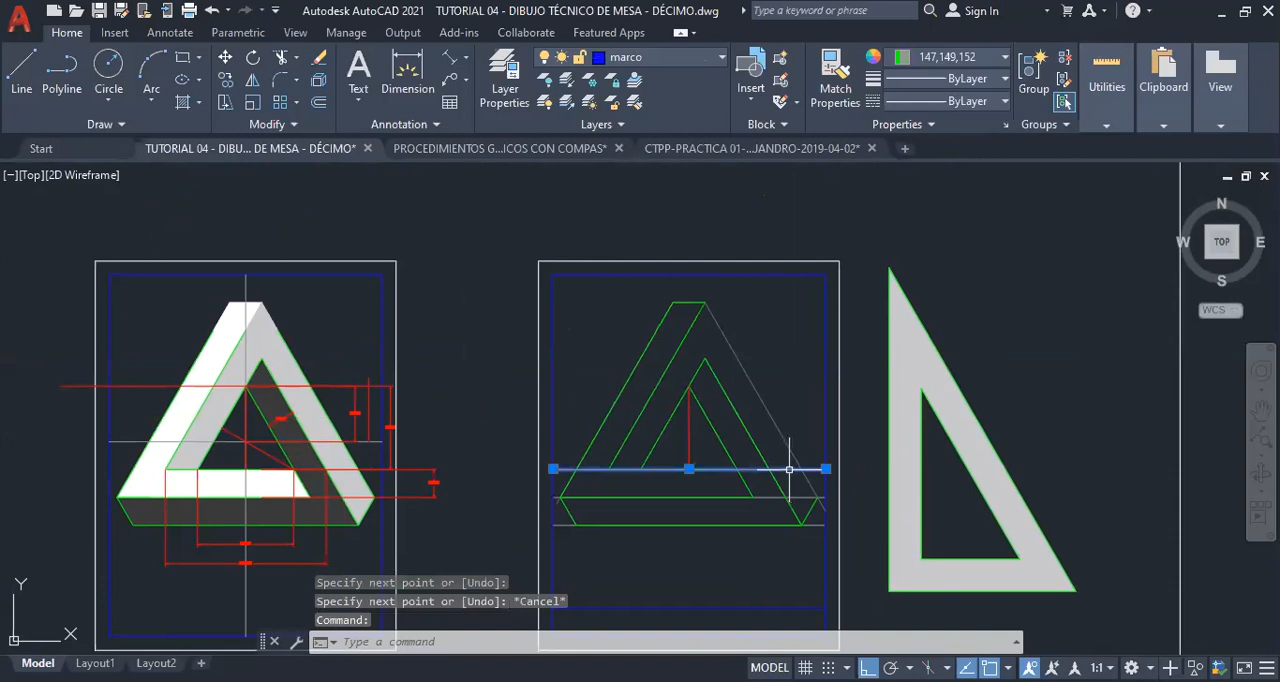 Autodesk AutoCAD 2021 TUTORIAL 04 - DIBUJO TÉCNICO DE MESA - DÉCIMO.dwg
Type a keyword or phrase
Sign In
Home Insert Annotate Parametric View Manage Output Add-ins Collaborate Featured Apps
Line Polyline Circle Arc
Text Dimension
Layer Properties
marco
Insert
Match Properties
147,149,152
ByLayer
ByLayer
Group
Utilities Clipboard View
Draw Modify Annotation Layers Block Properties Groups
Start TUTORIAL 04 - DIBU... DE MESA - DÉCIMO* PROCEDIMIENTOS G...ICOS CON COMPAS* CTPP-PRACTICA 01-...JANDRO-2019-04-02*
[−][Top][2D Wireframe]
N
W TOP E
S
WCS
Specify next point or [Undo]:
Specify next point or [Undo]: *Cancel*
Command:
Y
X
Type a command
Model Layout1 Layout2
MODEL 1:1